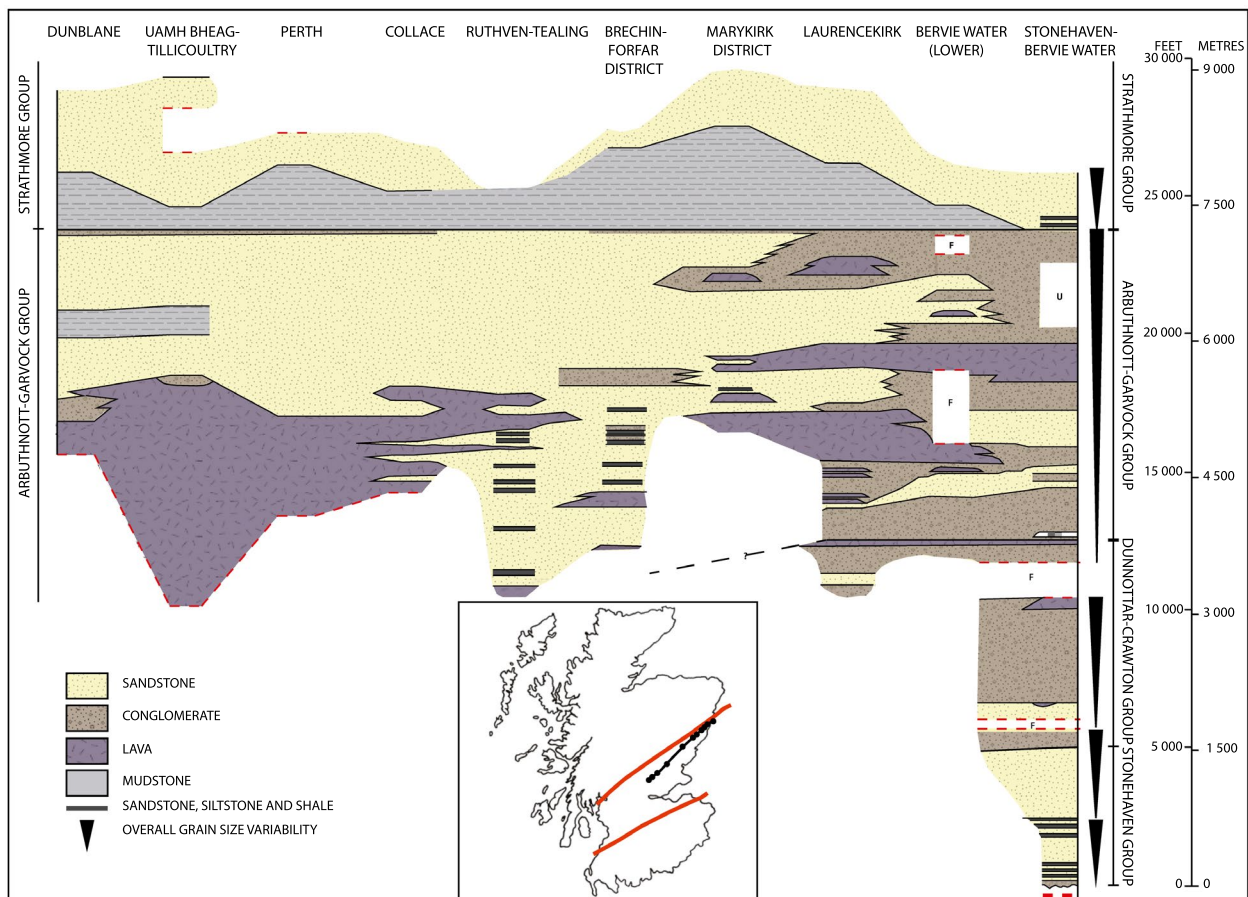 DUNBLANE
UAMH BHEAG-
TILLICOULTRY
PERTH
COLLACE
RUTHVEN-TEALING
BRECHIN-
FORFAR
DISTRICT
MARYKIRK
DISTRICT
LAURENCEKIRK
BERVIE WATER
(LOWER)
STONEHAVEN-
BERVIE WATER
FEET
METRES
30 000
9 000
25 000
7 500
20 000
6 000
15 000
4 500
10 000
3 000
5 000
1 500
0
0
STRATHMORE GROUP
ARBUTHNOTT-GARVOCK GROUP
STRATHMORE GROUP
ARBUTHNOTT-GARVOCK GROUP
DUNNOTTAR-CRAWTON GROUP
STONEHAVEN GROUP
F
U
F
?
F
F
SANDSTONE
CONGLOMERATE
LAVA
MUDSTONE
SANDSTONE, SILTSTONE AND SHALE
OVERALL GRAIN SIZE VARIABILITY